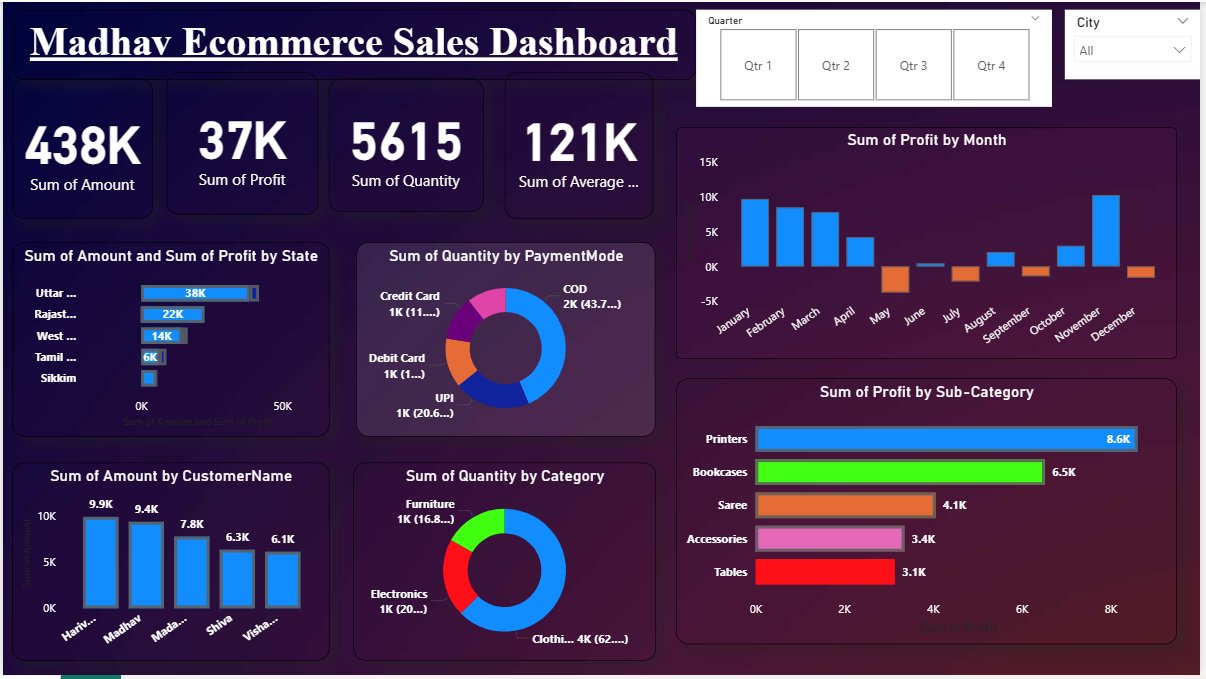 Madhav Ecommerce Sales Dashboard
Quarter
Qtr 1
Qtr 2
Qtr 3
Qtr 4
City
All
438K
Sum of Amount
37K
Sum of Profit
5615
Sum of Quantity
121K
Sum of Average ...
Sum of Profit by Month
15K
10K
5K
0K
-5K
January
February
March
April
May
June
July
August
September
October
November
December
Sum of Amount and Sum of Profit by State
Uttar ...
38K
Rajast...
22K
West ...
14K
Tamil ...
6K
Sikkim
0K
50K
Sum of Amount and Sum of Profit
Sum of Quantity by PaymentMode
COD
2K (43.7...)
Credit Card
1K (11....)
Debit Card
1K (1...)
UPI
1K (20.6...)
Sum of Profit by Sub-Category
Printers
8.6K
Bookcases
6.5K
Saree
4.1K
Accessories
3.4K
Tables
3.1K
0K
2K
4K
6K
8K
Sum of Profit
Sum of Amount by CustomerName
Sum of Amount
10K
5K
0K
9.9K
9.4K
7.8K
6.3K
6.1K
Hariv...
Madhav
Mada...
Shiva
Visha...
Sum of Quantity by Category
Furniture
1K (16.8...)
Electronics
1K (20...)
Clothi... 4K (62....)